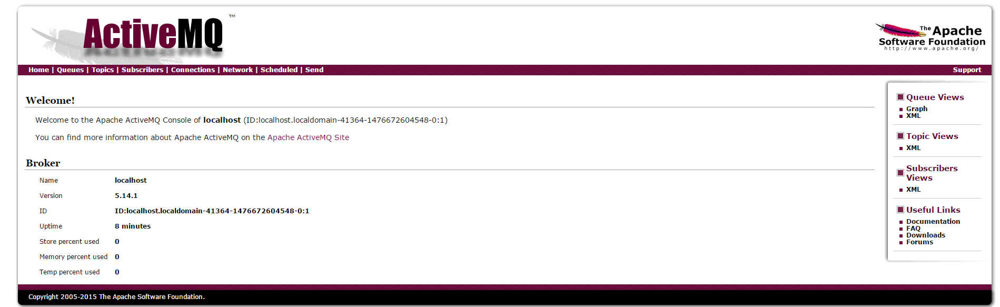 ActiveMQ ™
The Apache
Software Foundation
http://www.apache.org/
Home | Queues | Topics | Subscribers | Connections | Network | Scheduled | Send
Support
Welcome!
Welcome to the Apache ActiveMQ Console of localhost (ID:localhost.localdomain-41364-1476672604548-0:1)
You can find more information about Apache ActiveMQ on the Apache ActiveMQ Site
Broker
Name localhost
Version 5.14.1
ID ID:localhost.localdomain-41364-1476672604548-0:1
Uptime 8 minutes
Store percent used 0
Memory percent used 0
Temp percent used 0
Queue Views
Graph
XML
Topic Views
XML
Subscribers
Views
XML
Useful Links
Documentation
FAQ
Downloads
Forums
Copyright 2005-2015 The Apache Software Foundation.